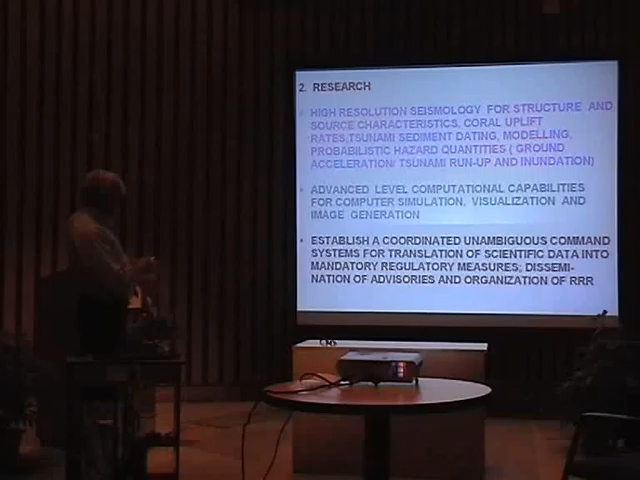 2. RESEARCH
• HIGH RESOLUTION SEISMOLOGY FOR STRUCTURE AND
SOURCE CHARACTERISTICS, CORAL UPLIFT
RATES,TSUNAMI SEDIMENT DATING, MODELLING,
PROBABILISTIC HAZARD QUANTITIES ( GROUND
ACCELERATION/ TSUNAMI RUN-UP AND INUNDATION)
• ADVANCED LEVEL COMPUTATIONAL CAPABILITIES
FOR COMPUTER SIMULATION, VISUALIZATION AND
IMAGE GENERATION
• ESTABLISH A COORDINATED UNAMBIGUOUS COMMAND
SYSTEMS FOR TRANSLATION OF SCIENTIFIC DATA INTO
MANDATORY REGULATORY MEASURES; DISSEMI-
NATION OF ADVISORIES AND ORGANIZATION OF RRR